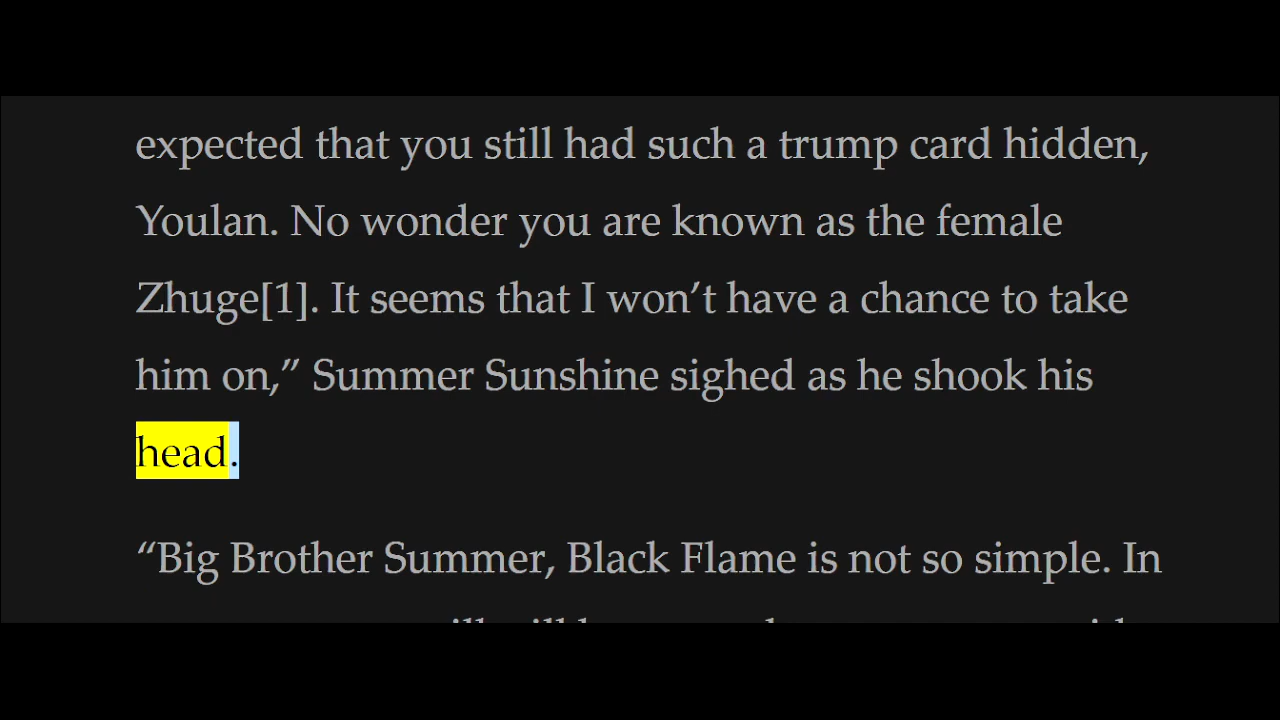 expected that you still had such a trump card hidden,
Youlan. No wonder you are known as the female
Zhuge[1]. It seems that I won’t have a chance to take
him on,” Summer Sunshine sighed as he shook his
head.
“Big Brother Summer, Black Flame is not so simple. In